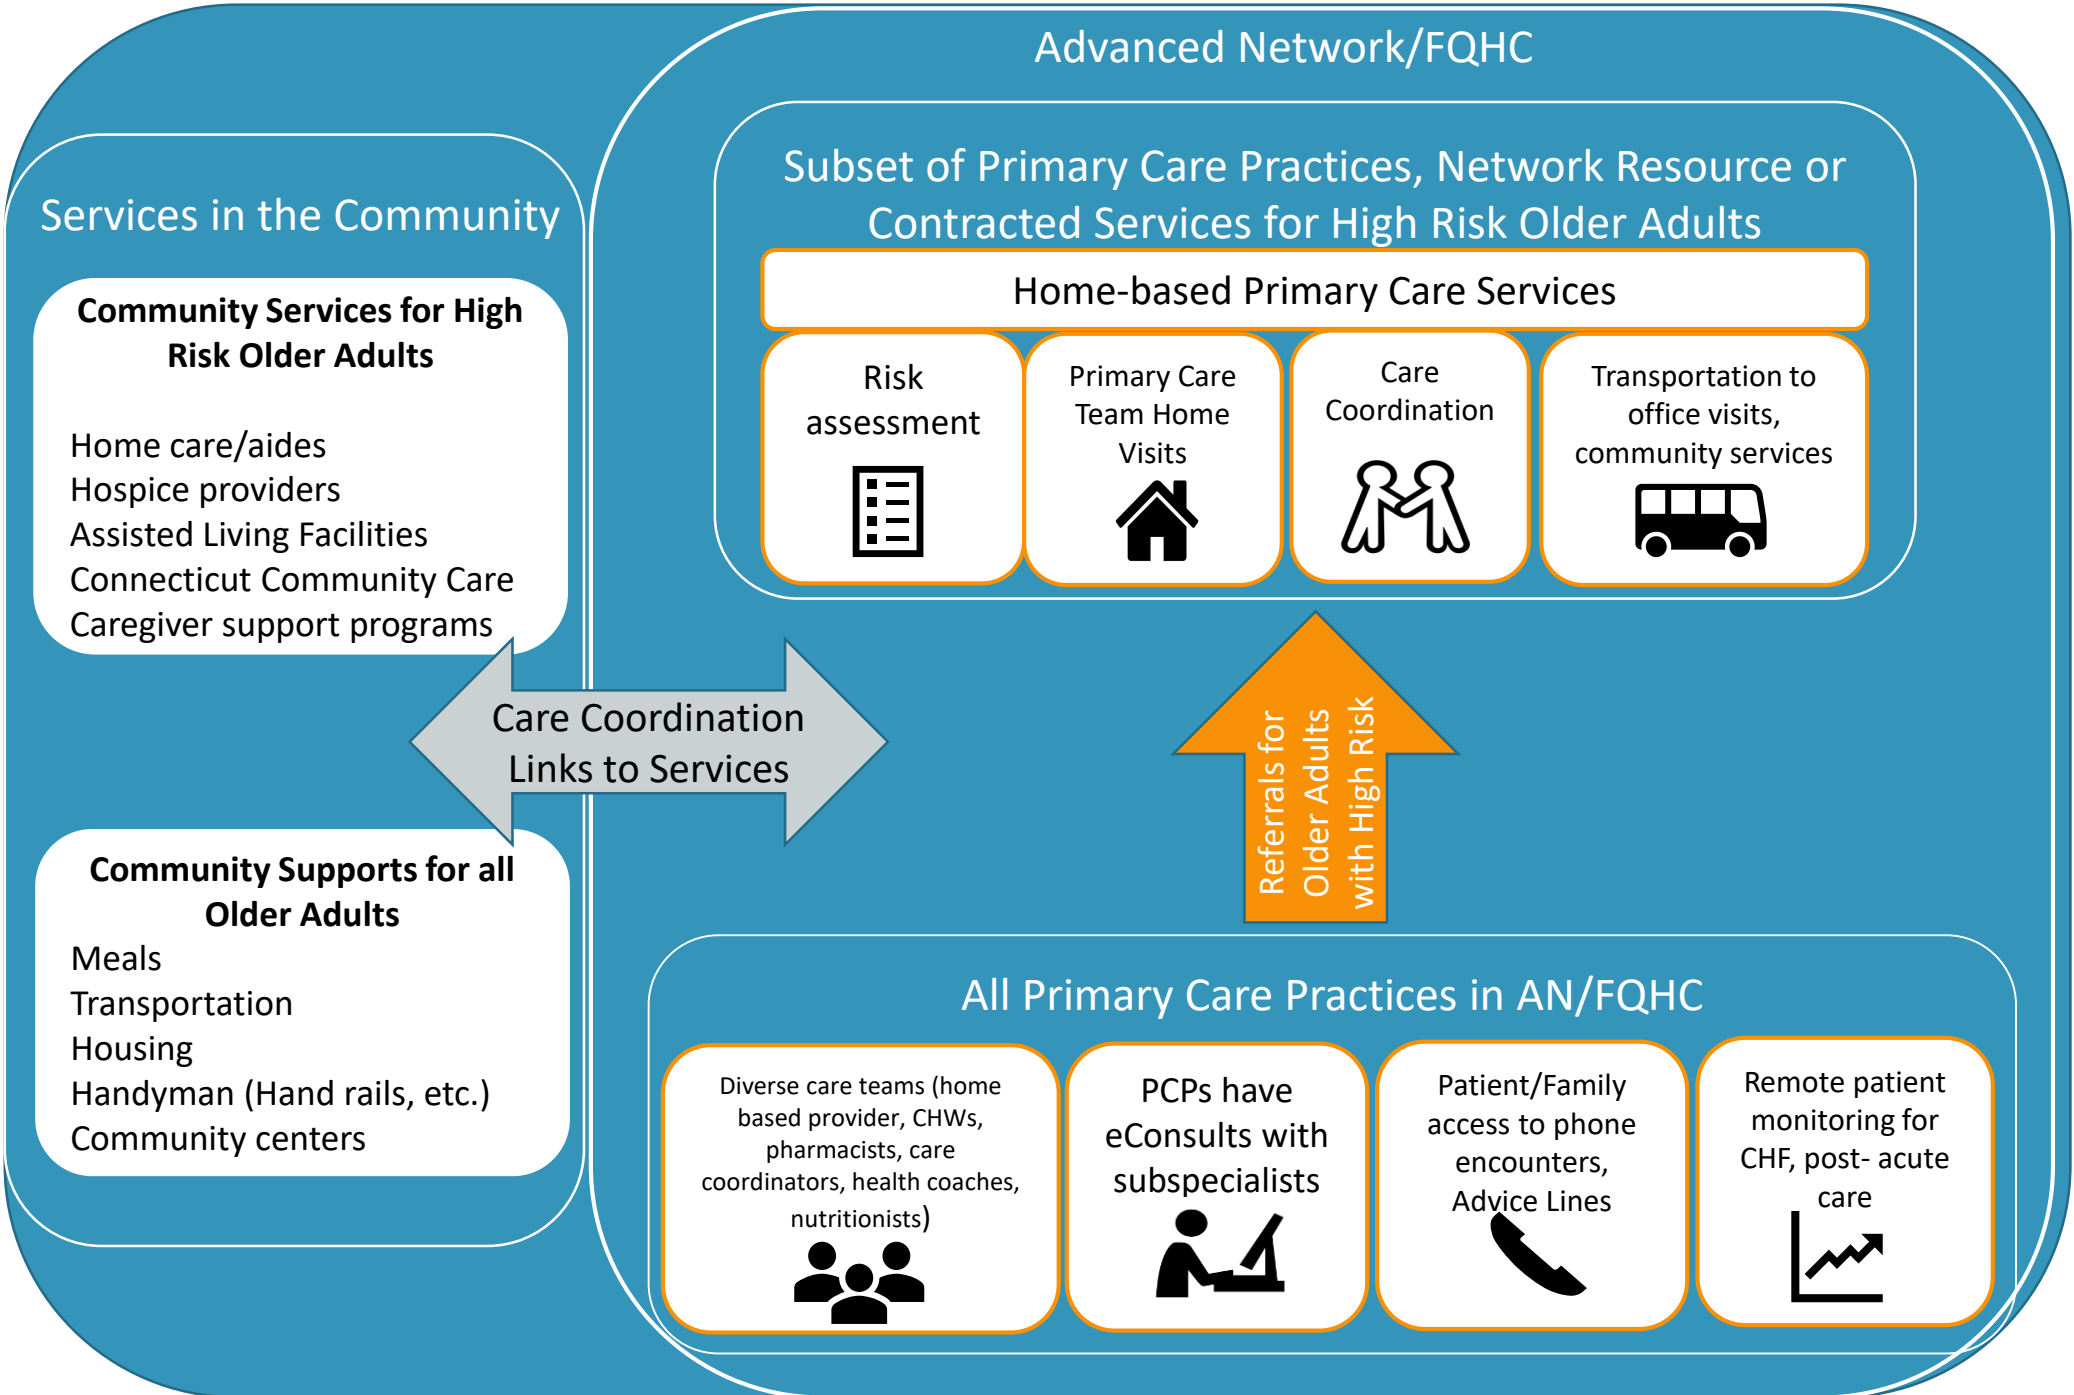 Advanced Network/FQHC
Services in the Community
Community Services for High
Risk Older Adults
Home care/aides
Hospice providers
Assisted Living Facilities
Connecticut Community Care
Caregiver support programs
Care Coordination
Links to Services
Community Supports for all
Older Adults
Meals
Transportation
Housing
Handyman (Hand rails, etc.)
Community centers
Subset of Primary Care Practices, Network Resource or
Contracted Services for High Risk Older Adults
Home-based Primary Care Services
Risk
assessment
Primary Care
Team Home
Visits
Care
Coordination
Transportation to
office visits,
community services
Referrals for
Older Adults
with High Risk
All Primary Care Practices in AN/FQHC
Diverse care teams (home
based provider, CHWs,
pharmacists, care
coordinators, health coaches,
nutritionists)
PCPs have
eConsults with
subspecialists
Patient/Family
access to phone
encounters,
Advice Lines
Remote patient
monitoring for
CHF, post- acute
care